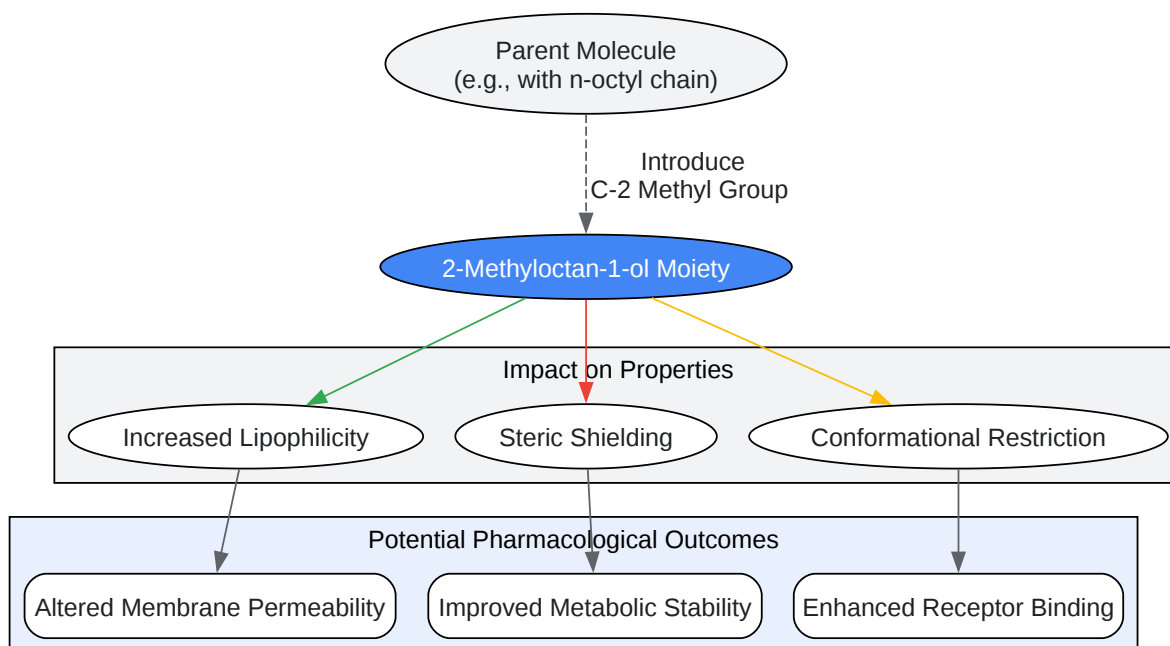 Parent Molecule
(e.g., with n-octyl chain)
Introduce
C-2 Methyl Group
2-Methyloctan-1-ol Moiety
Impact on Properties
Increased Lipophilicity
Steric Shielding
Conformational Restriction
Potential Pharmacological Outcomes
Altered Membrane Permeability
Improved Metabolic Stability
Enhanced Receptor Binding